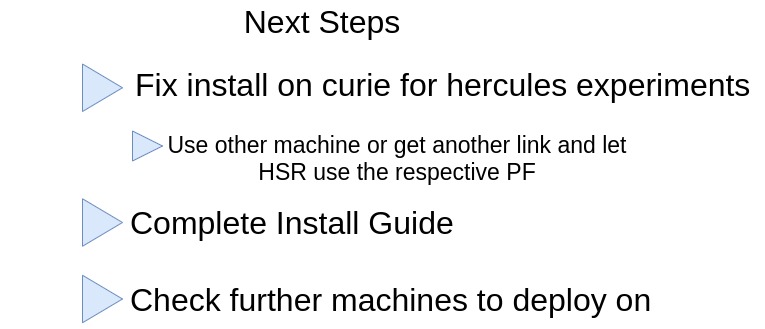 Next Steps
Fix install on curie for hercules experiments
Use other machine or get another link and let
HSR use the respective PF
Complete Install Guide
Check further machines to deploy on